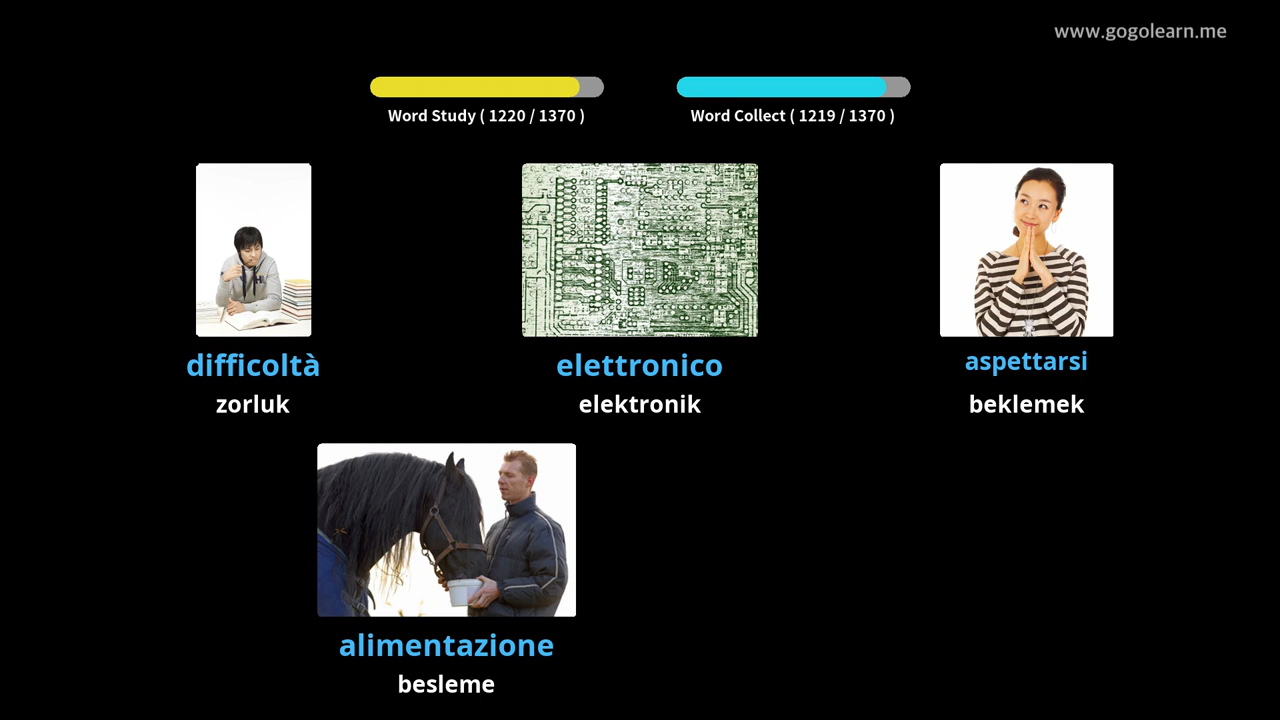 www.gogolearn.me
Word Study ( 1220 / 1370 )
Word Collect ( 1219 / 1370 )
difficoltà
elettronico
aspettarsi
zorluk
elektronik
beklemek
alimentazione
besleme